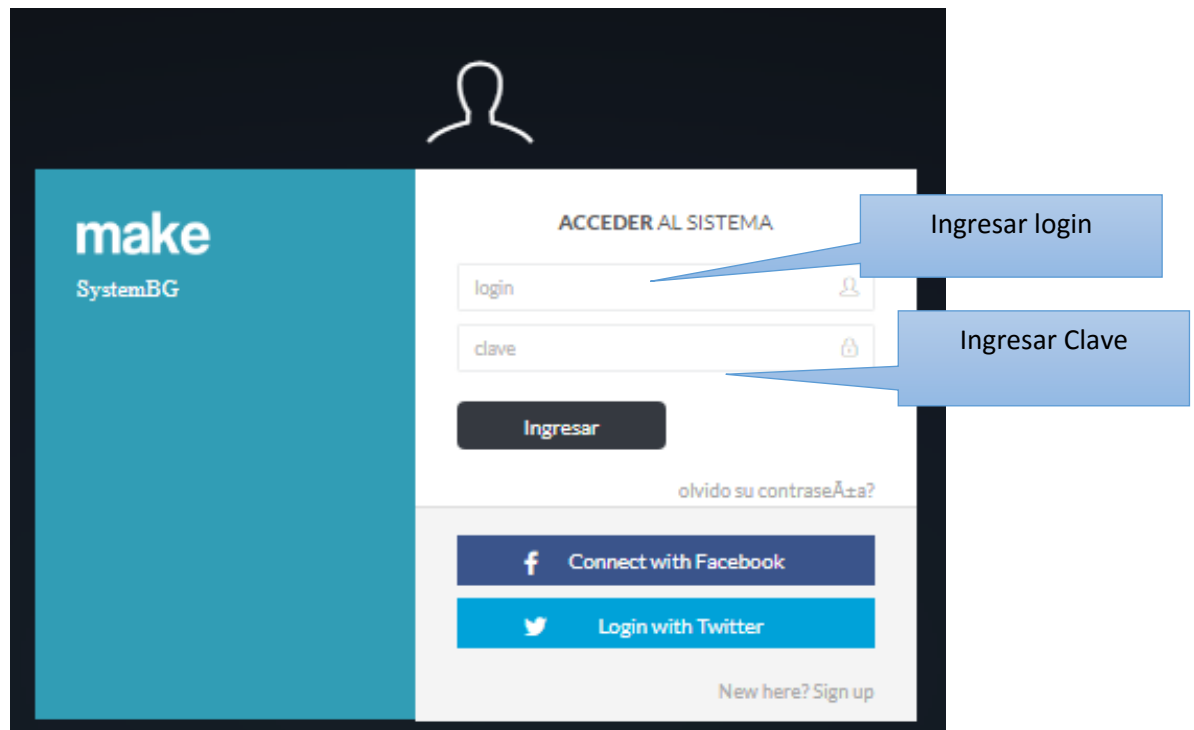 make
SystemBG
ACCEDER AL SISTEMA
login
clave
Ingresar
olvido su contraseÃ±a?
Connect with Facebook
Login with Twitter
New here? Sign up
Ingresar login
Ingresar Clave